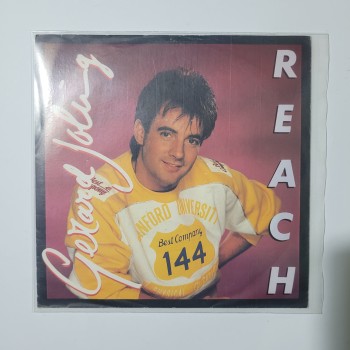 Gerard Joling
REACH
ANFORD UNIVERSITY
Best Company
144